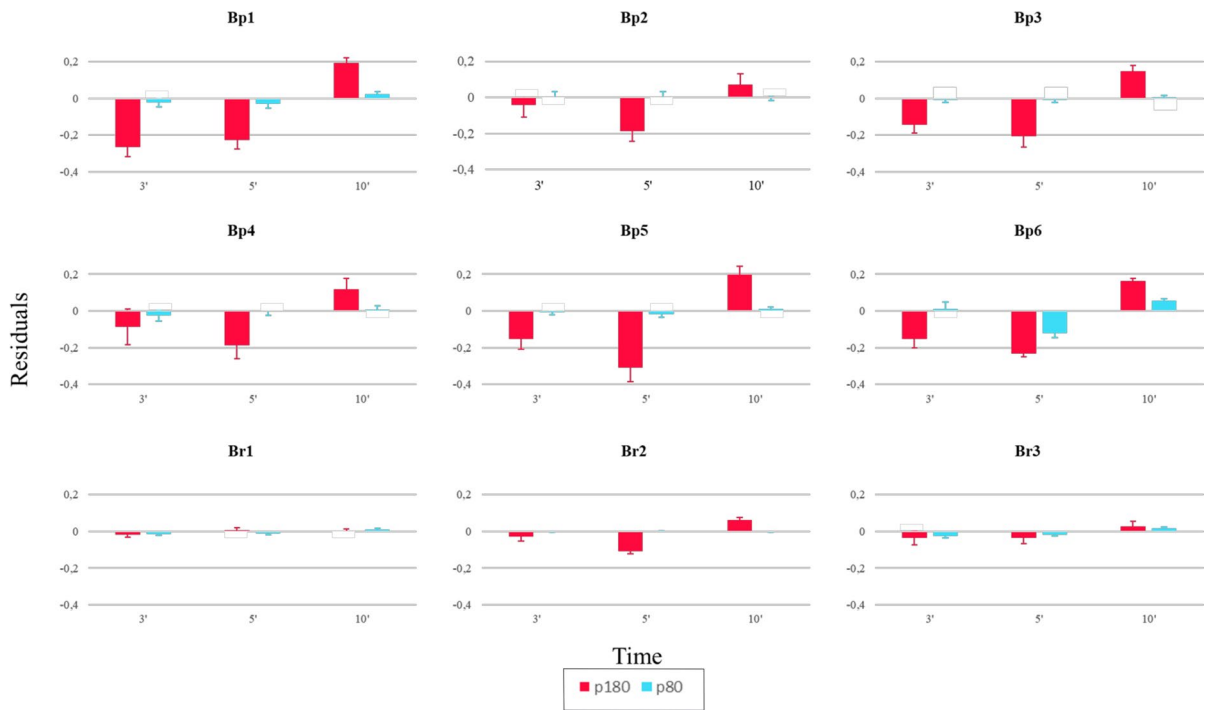 Bp1 Bp2 Bp3
0,2 0,2 0,2
0 0 0
-0,2 -0,2 -0,2
-0,4 -0,4 -0,4
3' 5' 10' 3' 5' 10' 3' 5' 10'
Bp4 Bp5 Bp6
0,2 0,2 0,2
0 0 0
-0,2 -0,2 -0,2
-0,4 -0,4 -0,4
3' 5' 10' 3' 5' 10' 3' 5' 10'
Residuals
Br1 Br2 Br3
0,2 0,2 0,2
0 0 0
-0,2 -0,2 -0,2
-0,4 -0,4 -0,4
3' 5' 10' 3' 5' 10' 3' 5' 10'
Time
p180 p80